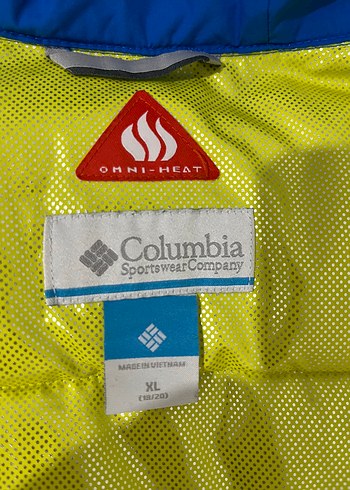 OMNI-HEAT
Columbia
Sportswear Company
MADE IN VIETNAM
XL
(18/20)